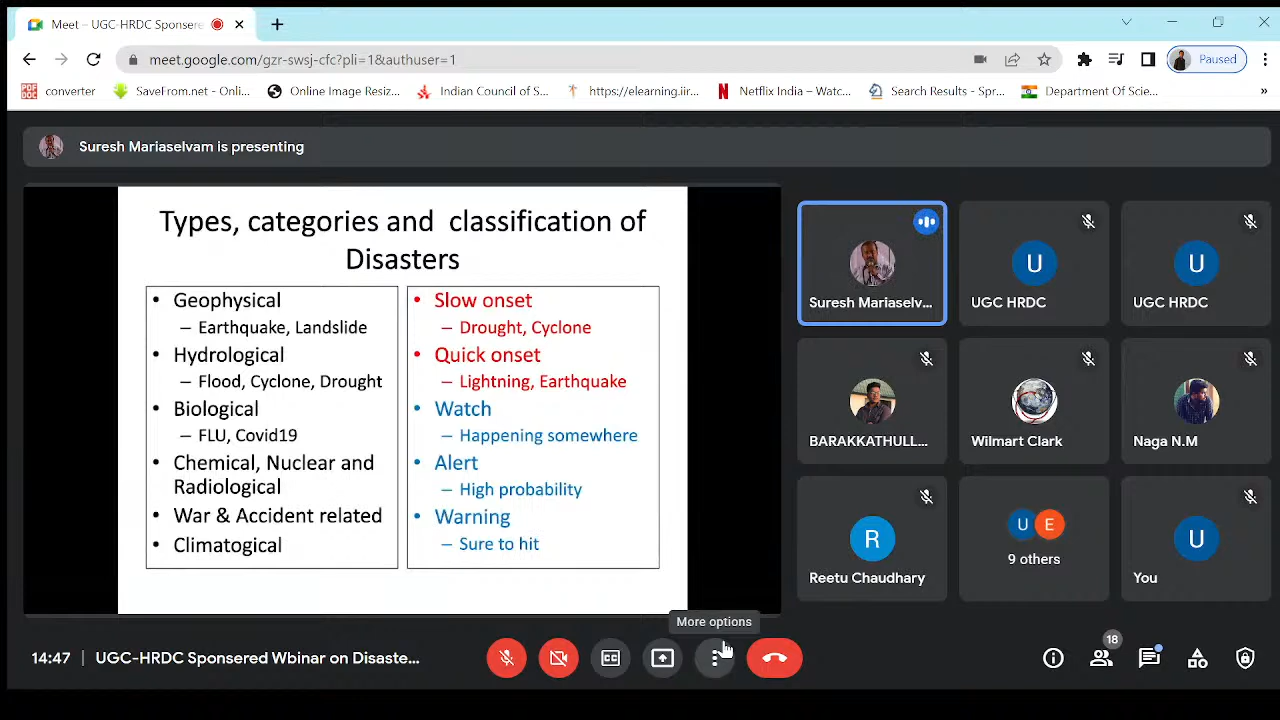 Meet – UGC-HRDC Sponsere
meet.google.com/gzr-swsj-cfc?pli=1&authuser=1
Paused
PDF DOC converter
SaveFrom.net - Onli...
Online Image Resiz...
Indian Council of S...
https://elearning.iir...
N Netflix India – Watc...
Search Results - Spr...
Department Of Scie...
»
Suresh Mariaselvam is presenting
Types, categories and classification of
Disasters
• Geophysical
– Earthquake, Landslide
• Hydrological
– Flood, Cyclone, Drought
• Biological
– FLU, Covid19
• Chemical, Nuclear and
Radiological
• War & Accident related
• Climatogical
• Slow onset
– Drought, Cyclone
• Quick onset
– Lightning, Earthquake
• Watch
– Happening somewhere
• Alert
– High probability
• Warning
– Sure to hit
Suresh Mariaselv...
U
UGC HRDC
U
UGC HRDC
BARAKKATHULL...
Wilmart Clark
Naga N.M
R
Reetu Chaudhary
U E
9 others
U
You
More options
14:47 | UGC-HRDC Sponsered Wbinar on Disaste...
CC
18